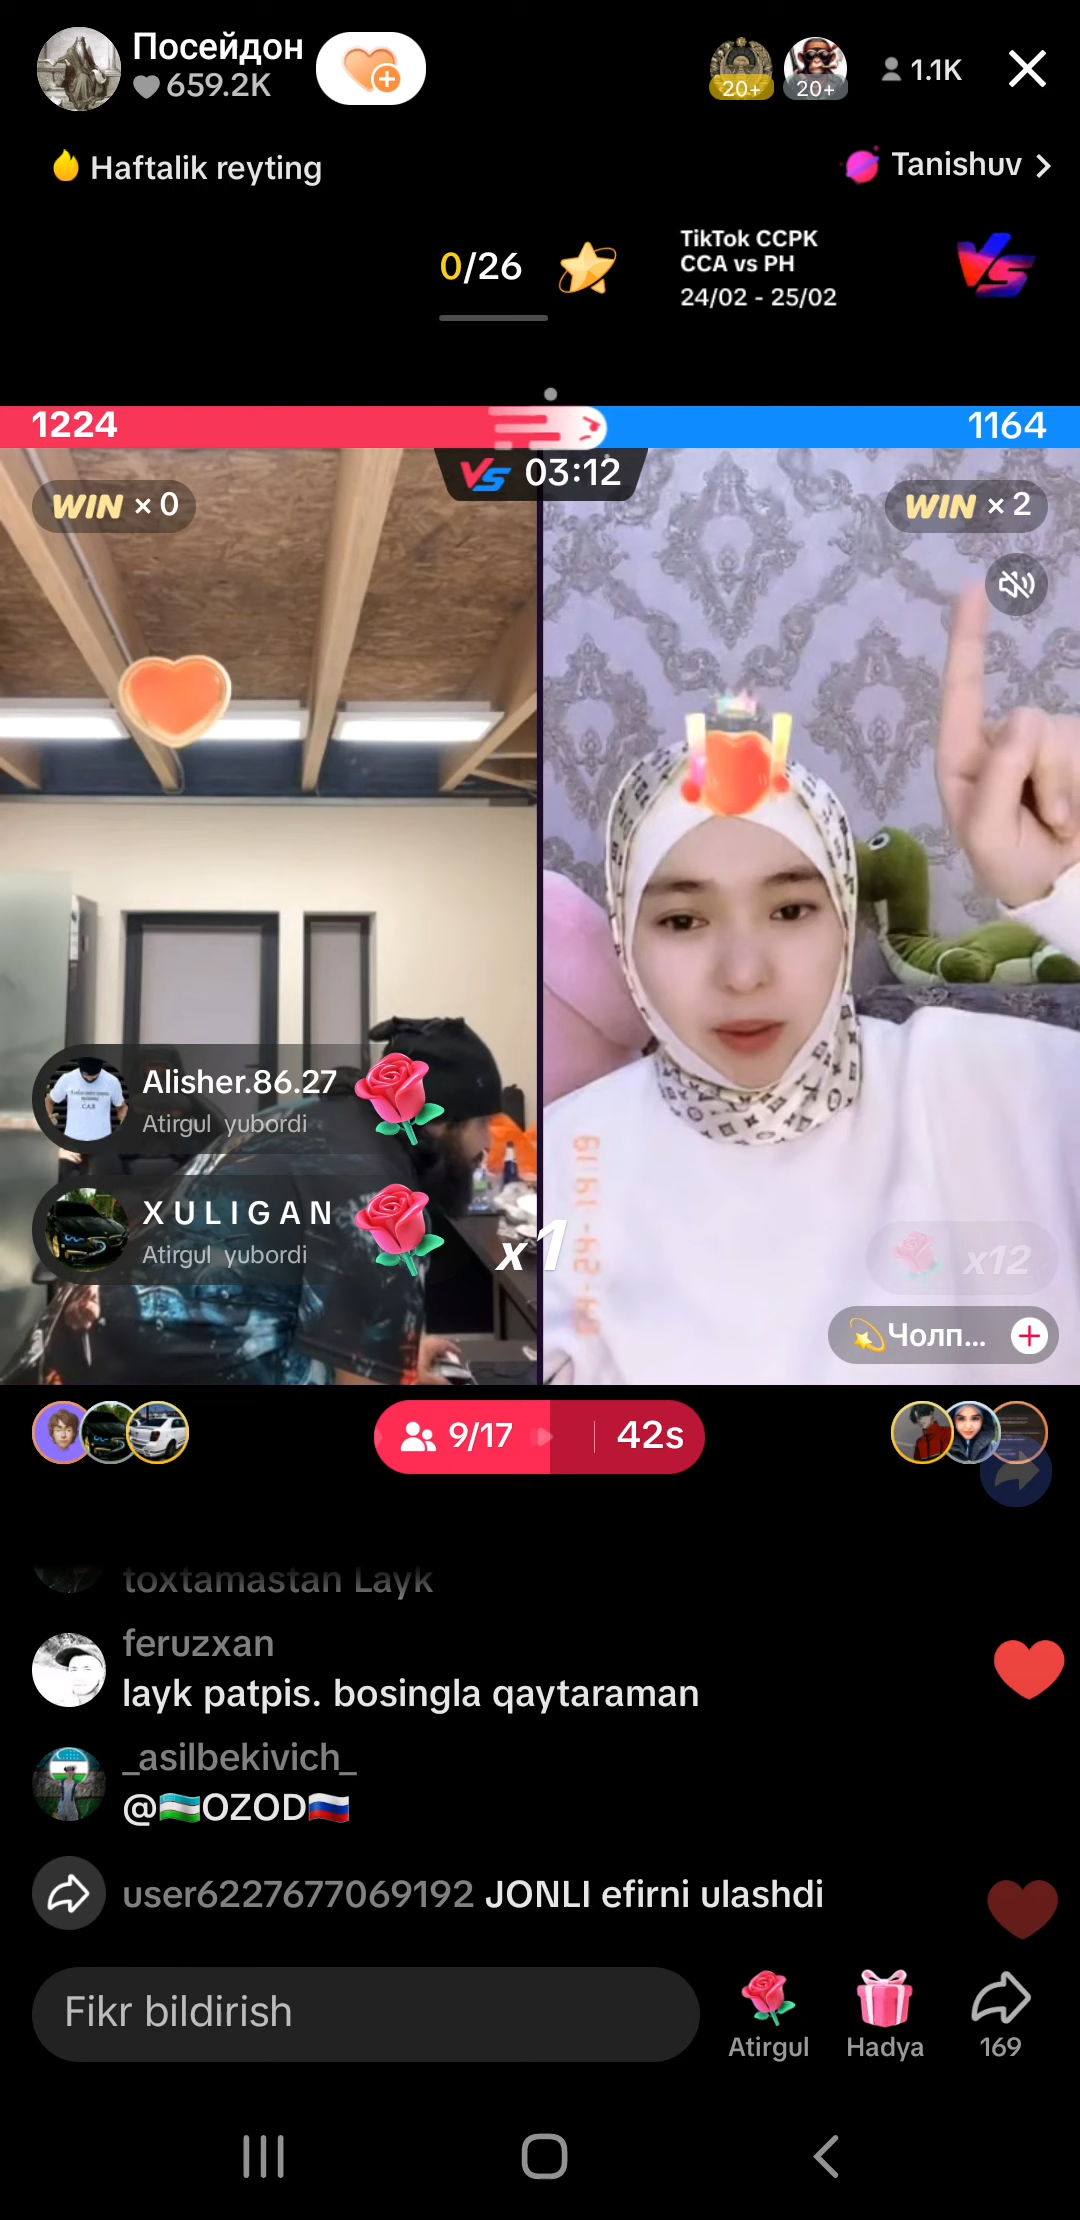 Посейдон
659.2K
20+
20+
1.1K
Haftalik reyting
Tanishuv
0/26
TikTok CCPK
CCA vs PH
24/02 - 25/02
VS
1224
1164
VS 03:12
WIN × 0
WIN × 2
Alisher.86.27
Atirgul yubordi
X U L I G A N
Atirgul yubordi
x1
x12
💫Чолп...
9/17
42s
toxtamastan Layk
feruzxan
layk patpis. bosingla qaytaraman
_asilbekivich_
@🇺🇿OZOD🇷🇺
user6227677069192 JONLI efirni ulashdi
Fikr bildirish
Atirgul
Hadya
169